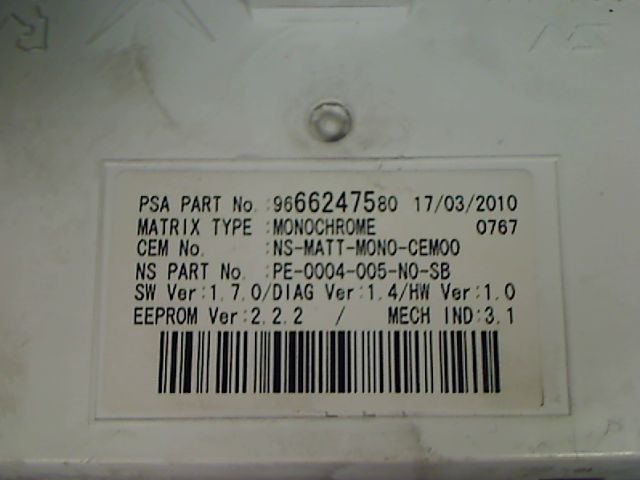 PSA PART No. :9666247580 17/03/2010
MATRIX TYPE :MONOCHROME 0767
CEM No. :NS-MATT-MONO-CEM00
NS PART No. :PE-0004-005-NO-SB
SW Ver:1.7.0/DIAG Ver:1.4/HW Ver:1.0
EEPROM Ver:2.2.2 / MECH IND:3.1